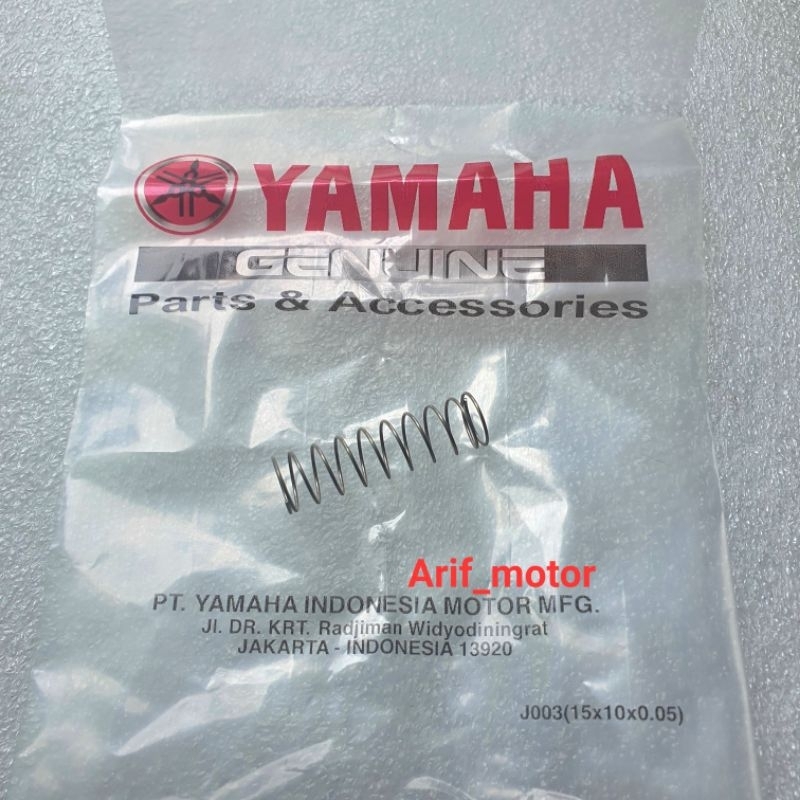 YAMAHA
GENUINE
Parts & Accessories
Arif_motor
PT. YAMAHA INDONESIA MOTOR MFG.
Jl. DR. KRT. Radjiman Widyodiningrat
JAKARTA - INDONESIA 13920
J003(15x10x0.05)